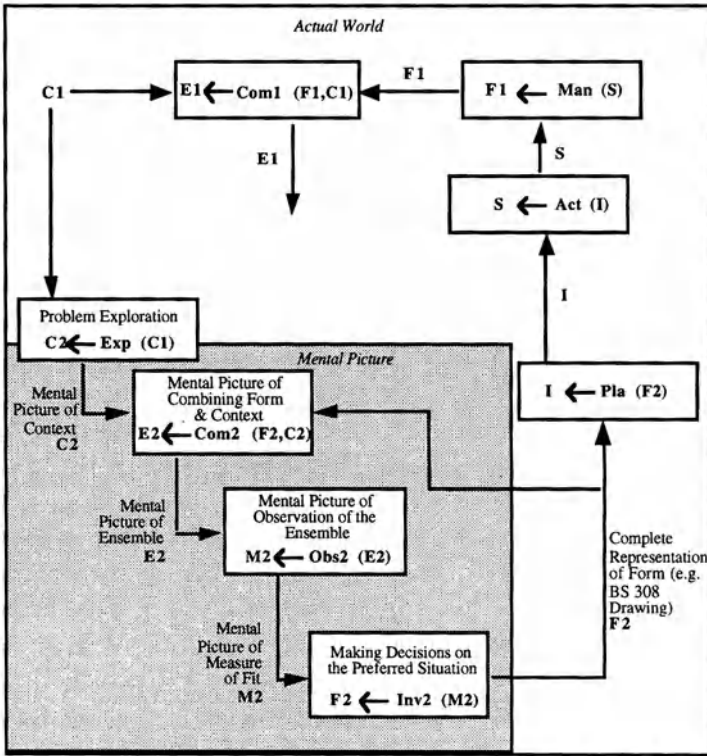 Actual World
C1
E1 ← Com1 (F1,C1)
F1
F1 ← Man (S)
E1
S
S ← Act (I)
I
Problem Exploration
C2 ← Exp (C1)
Mental Picture
I ← Pla (F2)
Mental
Picture of
Context
C2
Mental Picture of
Combining Form
& Context
E2 ← Com2 (F2,C2)
Mental
Picture of
Ensemble
E2
Mental Picture of
Observation of the
Ensemble
M2 ← Obs2 (E2)
Complete
Representation
of Form (e.g.
BS 308
Drawing)
F2
Mental
Picture of
Measure
of Fit
M2
Making Decisions on
the Preferred Situation
F2 ← Inv2 (M2)